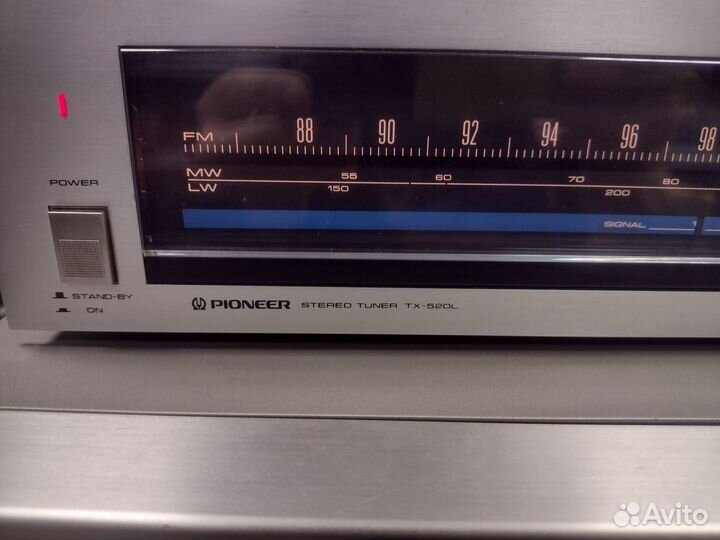 FM 88 90 92 94 96 98
MW 55 60 70 80
LW 150 200
SIGNAL 1
POWER
STAND-BY
ON
PIONEER STEREO TUNER TX-520L
Avito